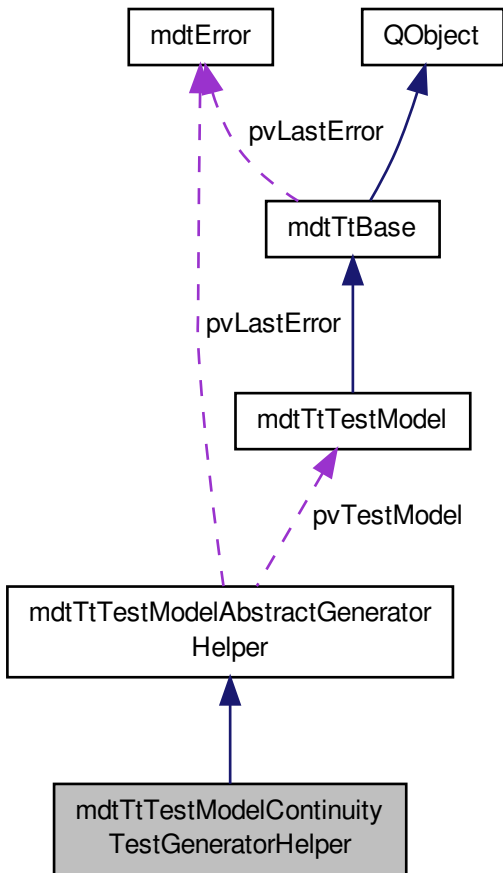 mdtError
QObject
pvLastError
mdtTtBase
pvLastError
mdtTtTestModel
pvTestModel
mdtTtTestModelAbstractGenerator
Helper
mdtTtTestModelContinuity
TestGeneratorHelper